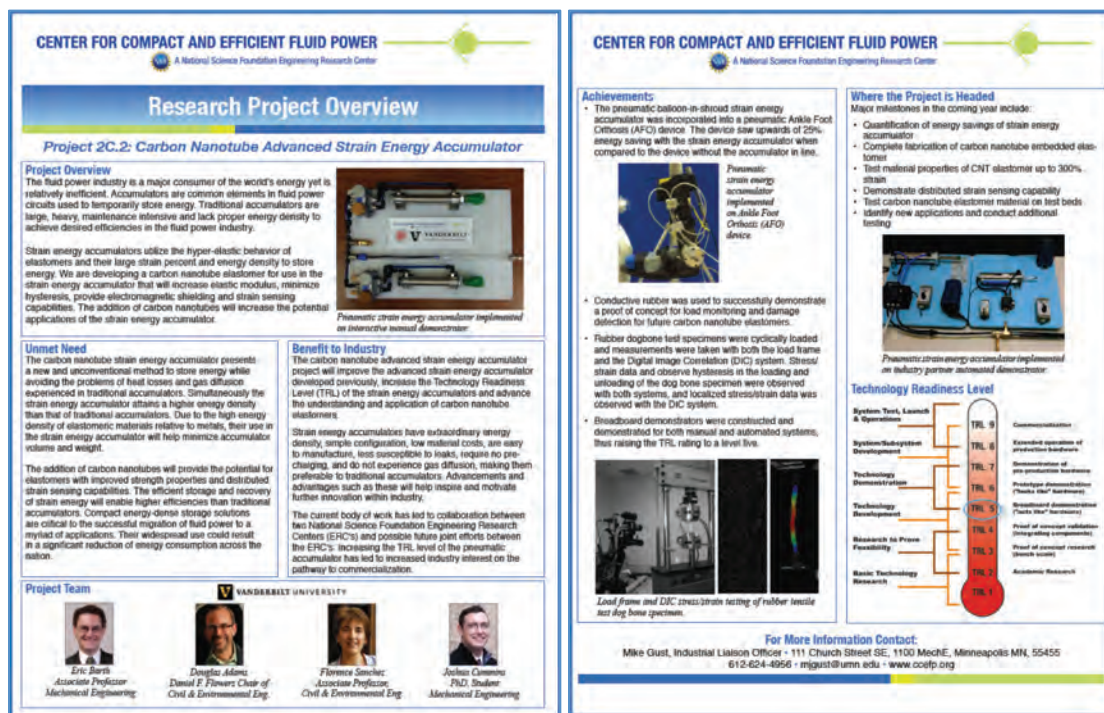 CENTER FOR COMPACT AND EFFICIENT FLUID POWER
A National Science Foundation Engineering Research Center
Research Project Overview
Project 2C.2: Carbon Nanotube Advanced Strain Energy Accumulator
Project Overview
The fluid power industry is a major consumer of the world's energy yet is
relatively inefficient. Accumulators are common elements in fluid power
circuits used to temporarily store energy. Traditional accumulators are
large, heavy, maintenance intensive and lack proper energy density to
achieve desired efficiencies in the fluid power industry.
Strain energy accumulators utilize the hyper-elastic behavior of
elastomers and their large strain percent and energy density to store
energy. We are developing a carbon nanotube elastomer for use in the
strain energy accumulator that will increase elastic modulus, minimize
hysteresis, provide electromagnetic shielding and strain sensing
capabilities. The addition of carbon nanotubes will increase the potential
applications of the strain energy accumulator.
VANDERBILT
Pneumatic strain energy accumulator implemented
on interactive manual demonstrator.
Unmet Need
The carbon nanotube strain energy accumulator presents
a new and unconventional method to store energy while
avoiding the problems of heat losses and gas diffusion
experienced in traditional accumulators. Simultaneously the
strain energy accumulator attains a higher energy density
than that of traditional accumulators. Due to the high energy
density of elastomeric materials relative to metals, their use in
the strain energy accumulator will help minimize accumulator
volume and weight.
The addition of carbon nanotubes will provide the potential for
elastomers with improved strength properties and distributed
strain sensing capabilities. The efficient storage and recovery
of strain energy will enable higher efficiencies than traditional
accumulators. Compact energy-dense storage solutions
are critical to the successful migration of fluid power to a
myriad of applications. Their widespread use could result
in a significant reduction of energy consumption across the
nation.
Benefit to Industry
The carbon nanotube advanced strain energy accumulator
project will improve the advanced strain energy accumulator
developed previously, increase the Technology Readiness
Level (TRL) of the strain energy accumulators and advance
the understanding and application of carbon nanotube
elastomers.
Strain energy accumulators have extraordinary energy
density, simple configuration, low material costs, are easy
to manufacture, less susceptible to leaks, require no pre-
charging, and do not experience gas diffusion, making them
preferable to traditional accumulators. Advancements and
advantages such as these will help inspire and motivate
further innovation within industry.
The current body of work has led to collaboration between
two National Science Foundation Engineering Research
Centers (ERC's) and possible future joint efforts between
the ERC's. Increasing the TRL level of the pneumatic
accumulator has led to increased industry interest on the
pathway to commercialization.
Project Team
V VANDERBILT UNIVERSITY
Eric Barth
Associate Professor
Mechanical Engineering
Douglas Adams
Daniel F. Flowers Chair of
Civil & Environmental Eng.
Florence Sanchez
Associate Professor,
Civil & Environmental Eng
Joshua Cummins
PhD. Student
Mechanical Engineering
CENTER FOR COMPACT AND EFFICIENT FLUID POWER
A National Science Foundation Engineering Research Center
Achievements
• The pneumatic balloon-in-shroud strain energy
accumulator was incorporated into a pneumatic Ankle Foot
Orthosis (AFO) device. The device saw upwards of 25%
energy saving with the strain energy accumulator when
compared to the device without the accumulator in line.
Pneumatic
strain energy
accumulator
implemented
on Ankle Foot
Orthosis (AFO)
device.
• Conductive rubber was used to successfully demonstrate
a proof of concept for load monitoring and damage
detection for future carbon nanotube elastomers.
• Rubber dogbone test specimens were cyclically loaded
and measurements were taken with both the load frame
and the Digital Image Correlation (DIC) system. Stress/
strain data and observe hysteresis in the loading and
unloading of the dog bone specimen were observed
with both systems, and localized stress/strain data was
observed with the DIC system.
• Breadboard demonstrators were constructed and
demonstrated for both manual and automated systems,
thus raising the TRL rating to a level five.
Load frame and DIC stress/strain testing of rubber tensile
test dog bone specimen.
Where the Project is Headed
Major milestones in the coming year include:
• Quantification of energy savings of strain energy
accumulator
• Complete fabrication of carbon nanotube embedded elas-
tomer
• Test material properties of CNT elastomer up to 300%
strain
• Demonstrate distributed strain sensing capability
• Test carbon nanotube elastomer material on test beds
• Identify new applications and conduct additional
testing
Pneumatic strain energy accumulator implemented
on industry partner automated demonstrator.
Technology Readiness Level
System Test, Launch
& Operations
System/Subsystem
Development
Technology
Demonstration
Technology
Development
Research to Prove
Feasibility
Basic Technology
Research
TRL 9
TRL 8
TRL 7
TRL 6
TRL 5
TRL 4
TRL 3
TRL 2
TRL 1
Commercialization
Extended operation of
production hardware
Demonstration of
pre-production hardware
Prototype demonstration
("looks like" hardware)
Breadboard demonstration
("acts like" hardware)
Proof of concept validation
(integrating components)
Proof of concept research
(bench scale)
Academic Research
For More Information Contact:
Mike Gust, Industrial Liaison Officer • 111 Church Street SE, 1100 MechE, Minneapolis MN, 55455
612-624-4956 • mjgust@umn.edu • www.ccefp.org